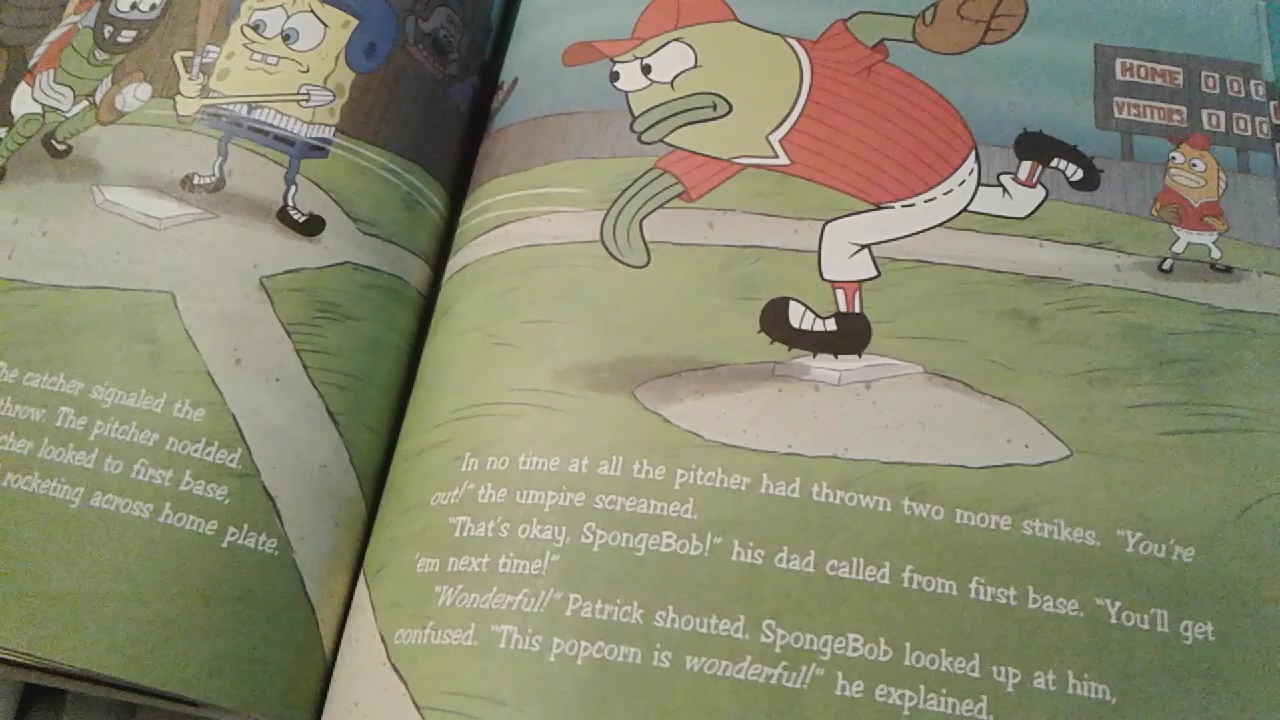 HOME 000
VISITORS 000
he catcher signaled the
throw. The pitcher nodded.
cher looked to first base,
rocketing across home plate.
In no time at all the pitcher had thrown two more strikes. "You're
out!" the umpire screamed.
"That's okay, SpongeBob!" his dad called from first base. "You'll get
'em next time!"
"Wonderful!" Patrick shouted. SpongeBob looked up at him,
confused. "This popcorn is wonderful!" he explained.